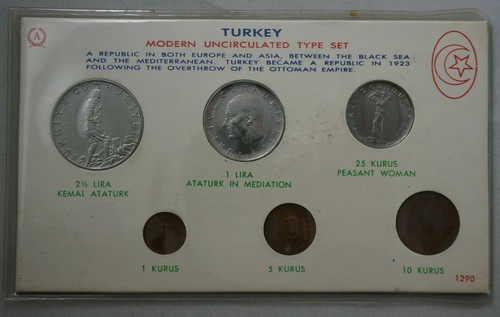 A
TURKEY
MODERN UNCIRCULATED TYPE SET
A REPUBLIC IN BOTH EUROPE AND ASIA, BETWEEN THE BLACK SEA
AND THE MEDITERRANEAN. TURKEY BECAME A REPUBLIC IN 1923
FOLLOWING THE OVERTHROW OF THE OTTOMAN EMPIRE.
2½ LIRA
KEMAL ATATURK
1 LIRA
ATATURK IN MEDIATION
25 KURUS
PEASANT WOMAN
1 KURUS
5 KURUS
10 KURUS
1290